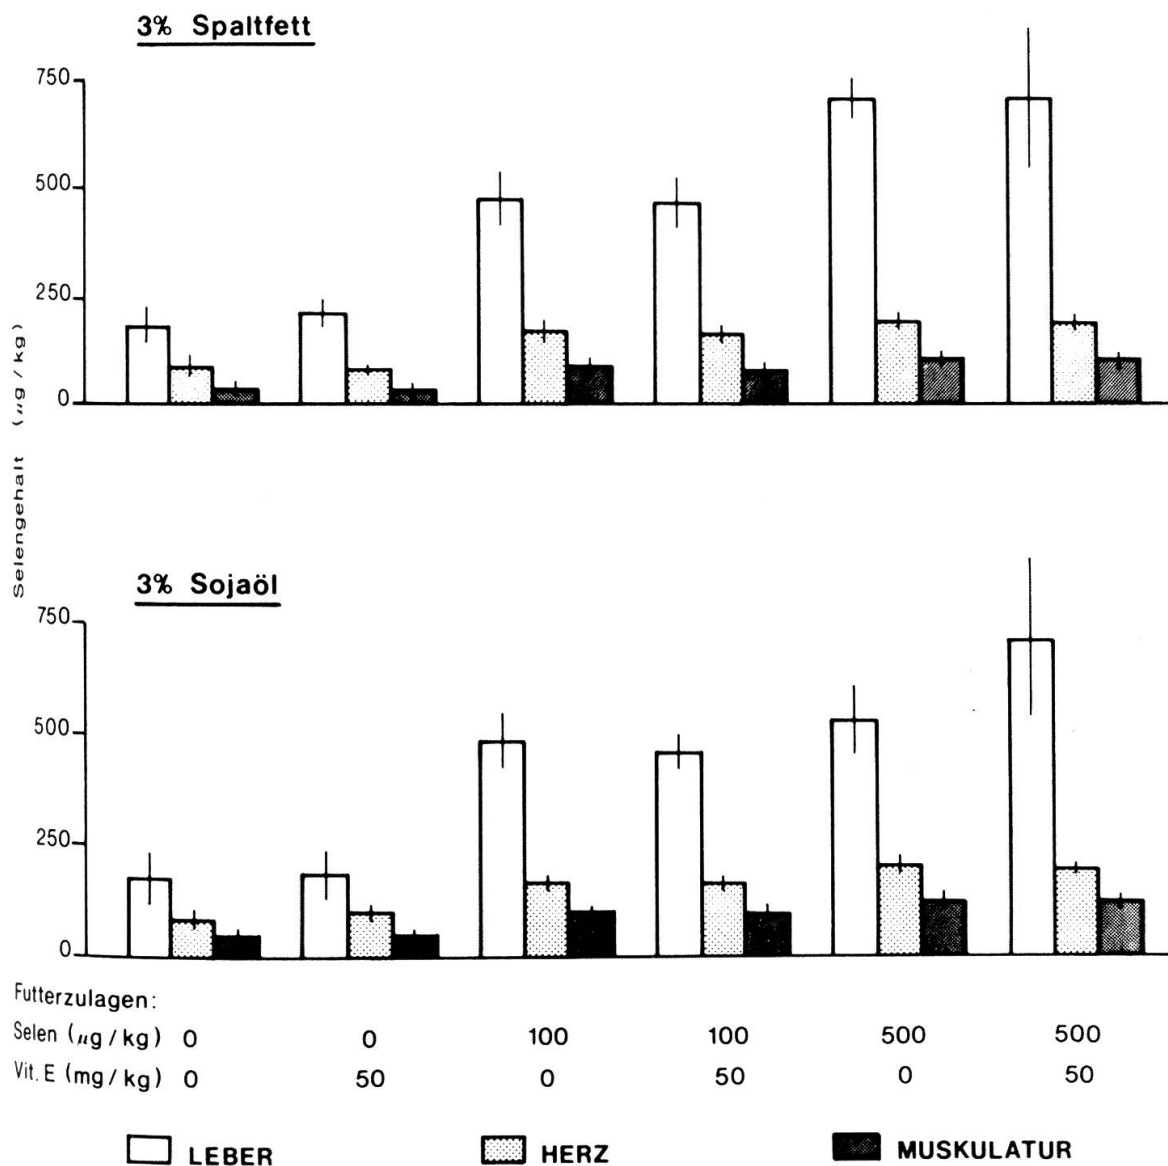 3% Spaltfett
750
500
250
0
Selengehalt (µg/kg)
3% Sojaöl
750
500
250
0
Futterzulagen:
Selen (µg/kg) 0 0 100 100 500 500
Vit. E (mg/kg) 0 50 0 50 0 50
LEBER HERZ MUSKULATUR